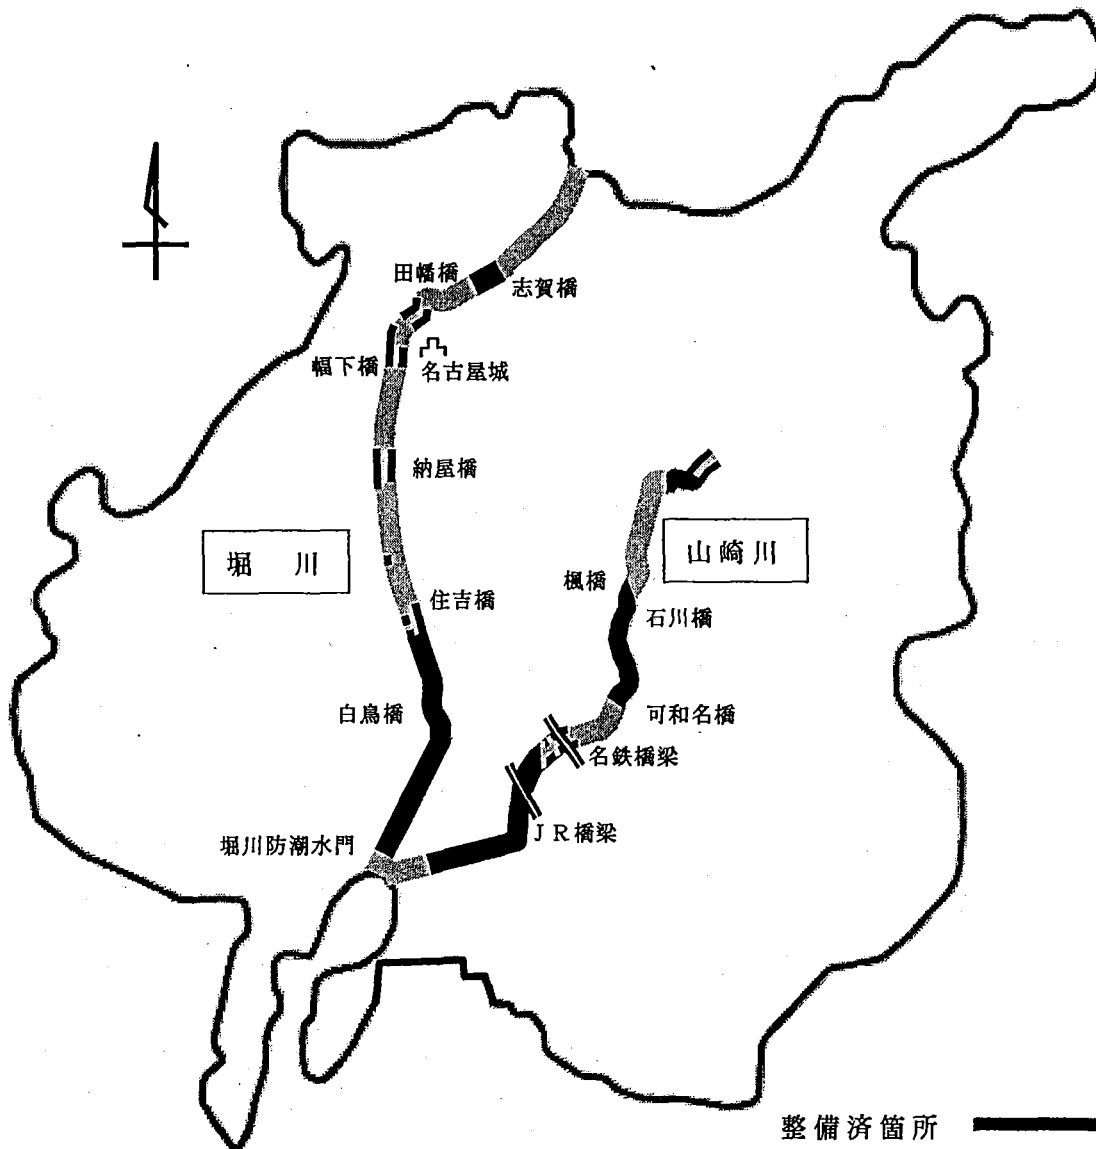 田幡橋
志賀橋
幅下橋
名古屋城
納屋橋
堀 川
山崎川
楓橋
住吉橋
石川橋
白鳥橋
可和名橋
名鉄橋梁
JR橋梁
堀川防潮水門
整備済箇所